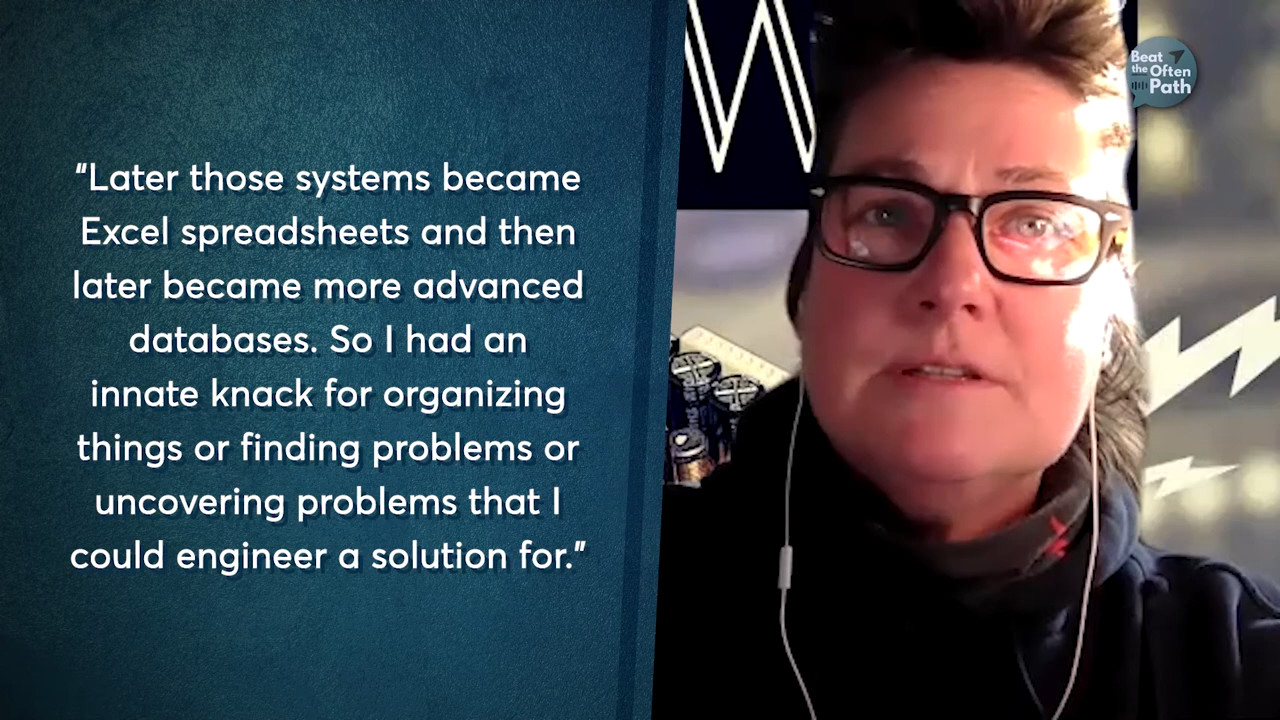 “Later those systems became
Excel spreadsheets and then
later became more advanced
databases. So I had an
innate knack for organizing
things or finding problems or
uncovering problems that I
could engineer a solution for.”
W
Beat
the Often
Path